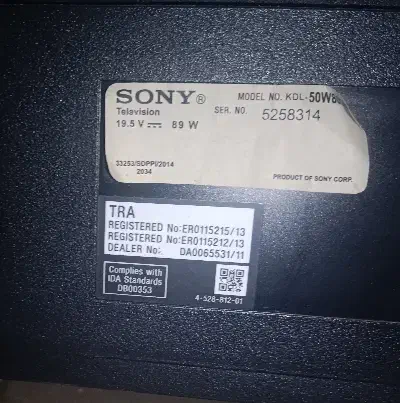 SONY®
MODEL NO. KDL-50W8
Television
SER. NO. 5258314
19.5 V 89 W
33253/SDPPI/2014
2034
PRODUCT OF SONY CORP.
TRA
REGISTERED No:ER0115215/13
REGISTERED No:ER0115212/13
DEALER No: DA0065531/11
Complies with
IDA Standards
DB00353
4-528-812-01